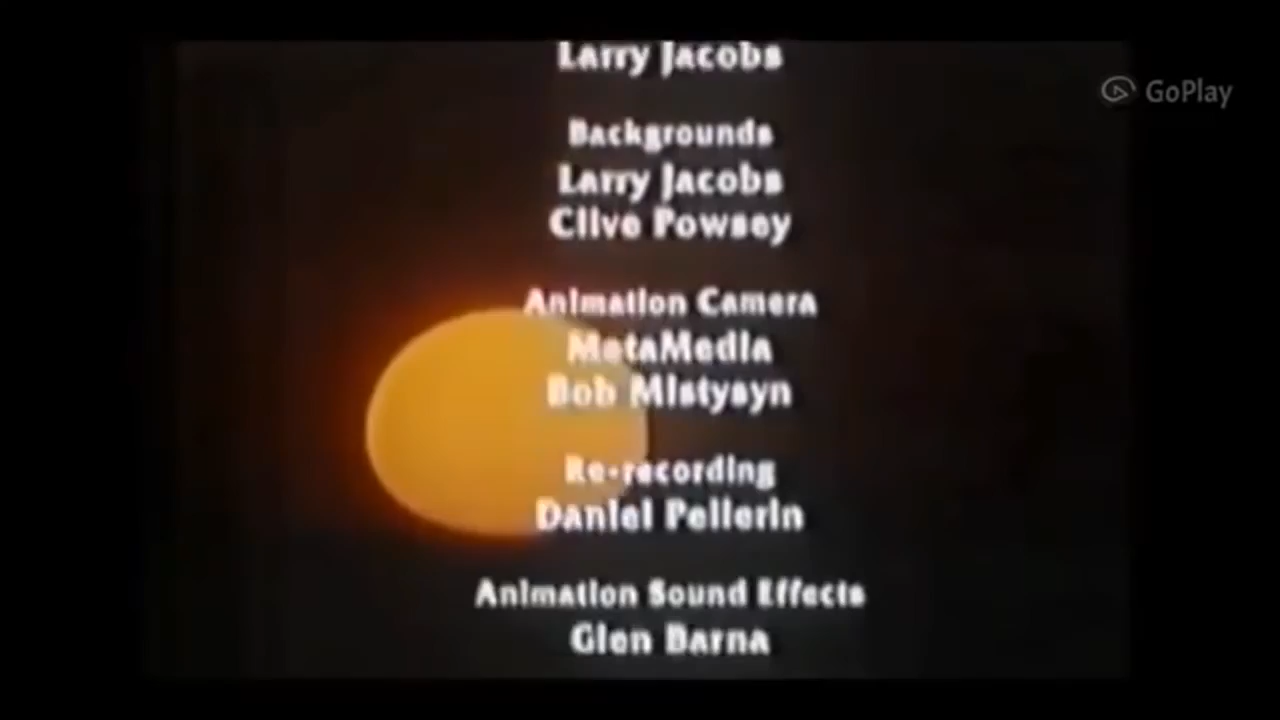 Larry Jacobs
GoPlay
Backgrounds
Larry Jacobs
Clive Powsey
Animation Camera
MetaMedia
Bob Mistysyn
Re-recording
Daniel Pellerin
Animation Sound Effects
Glen Barna